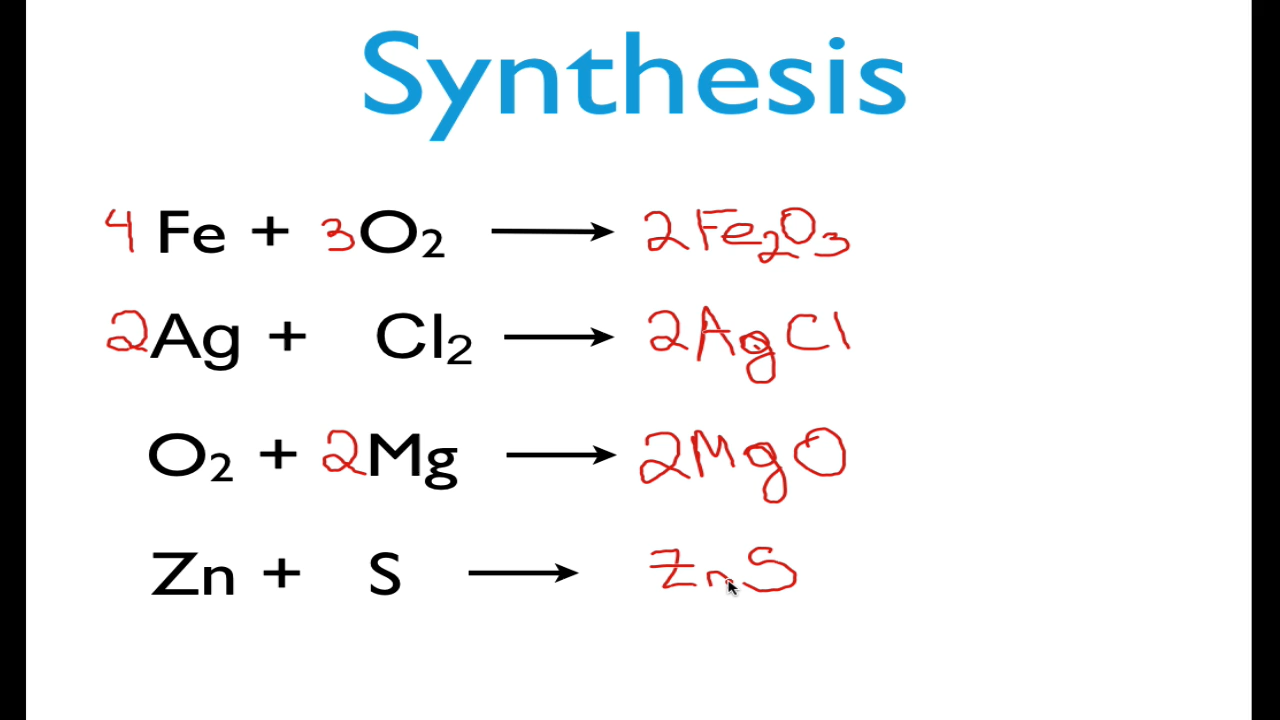 Synthesis
4 Fe + 3O₂ ⟶ 2Fe₂O₃
2Ag + Cl₂ ⟶ 2AgCl
O₂ + 2Mg ⟶ 2MgO
Zn + S ⟶ ZnS